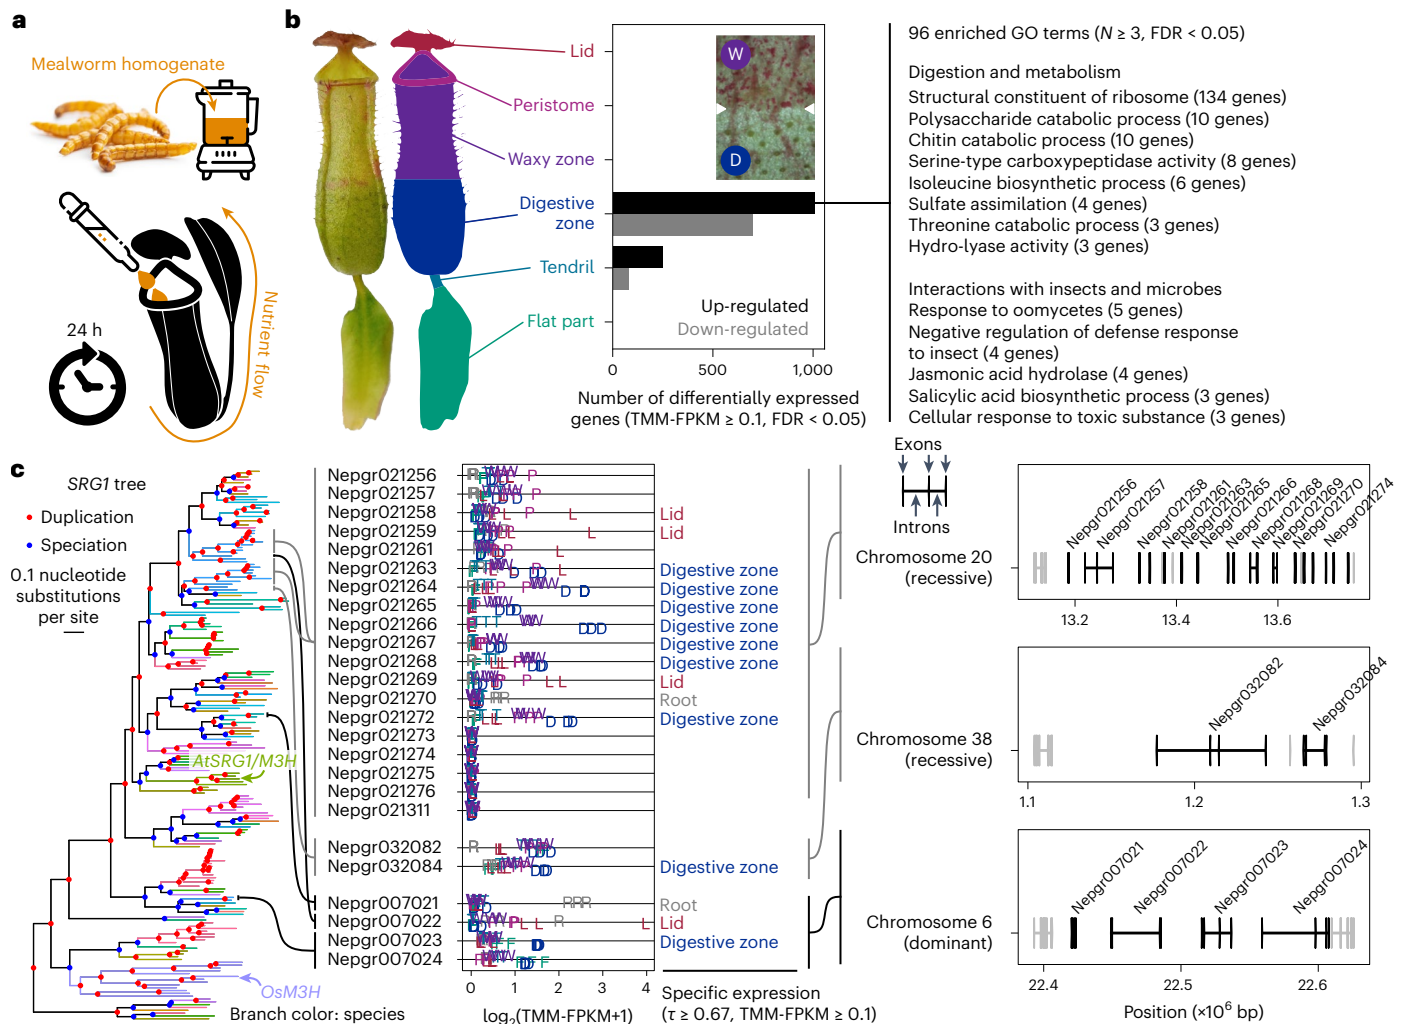 a
Mealworm homogenate
24 h
Nutrient flow
b
Lid
Peristome
Waxy zone
Digestive
zone
Tendril
Flat part
W
D
Up-regulated
Down-regulated
0
500
1,000
Number of differentially expressed
genes (TMM-FPKM ≥ 0.1, FDR < 0.05)
96 enriched GO terms (N ≥ 3, FDR < 0.05)
Digestion and metabolism
Structural constituent of ribosome (134 genes)
Polysaccharide catabolic process (10 genes)
Chitin catabolic process (10 genes)
Serine-type carboxypeptidase activity (8 genes)
Isoleucine biosynthetic process (6 genes)
Sulfate assimilation (4 genes)
Threonine catabolic process (3 genes)
Hydro-lyase activity (3 genes)
Interactions with insects and microbes
Response to oomycetes (5 genes)
Negative regulation of defense response
to insect (4 genes)
Jasmonic acid hydrolase (4 genes)
Salicylic acid biosynthetic process (3 genes)
Cellular response to toxic substance (3 genes)
c
SRG1 tree
Duplication
Speciation
0.1 nucleotide
substitutions
per site
AtSRG1/M3H
OsM3H
Branch color: species
Nepgr021256
Nepgr021257
Nepgr021258 Lid
Nepgr021259 Lid
Nepgr021261
Nepgr021263 Digestive zone
Nepgr021264 Digestive zone
Nepgr021265 Digestive zone
Nepgr021266 Digestive zone
Nepgr021267 Digestive zone
Nepgr021268 Digestive zone
Nepgr021269 Lid
Nepgr021270 Root
Nepgr021272 Digestive zone
Nepgr021273
Nepgr021274
Nepgr021275
Nepgr021276
Nepgr021311
Nepgr032082
Nepgr032084 Digestive zone
Nepgr007021 Root
Nepgr007022 Lid
Nepgr007023 Digestive zone
Nepgr007024 Digestive zone
0 1 2 3 4
log2(TMM-FPKM+1)
Specific expression
(τ ≥ 0.67, TMM-FPKM ≥ 0.1)
Exons
Introns
Chromosome 20
(recessive)
Nepgr021256
Nepgr021257
Nepgr021258
Nepgr021261
Nepgr021263
Nepgr021265
Nepgr021266
Nepgr021268
Nepgr021269
Nepgr021270
Nepgr021274
13.2 13.4 13.6
Chromosome 38
(recessive)
Nepgr032082
Nepgr032084
1.1 1.2 1.3
Chromosome 6
(dominant)
Nepgr007021
Nepgr007022
Nepgr007023
Nepgr007024
22.4 22.5 22.6
Position (×10⁶ bp)